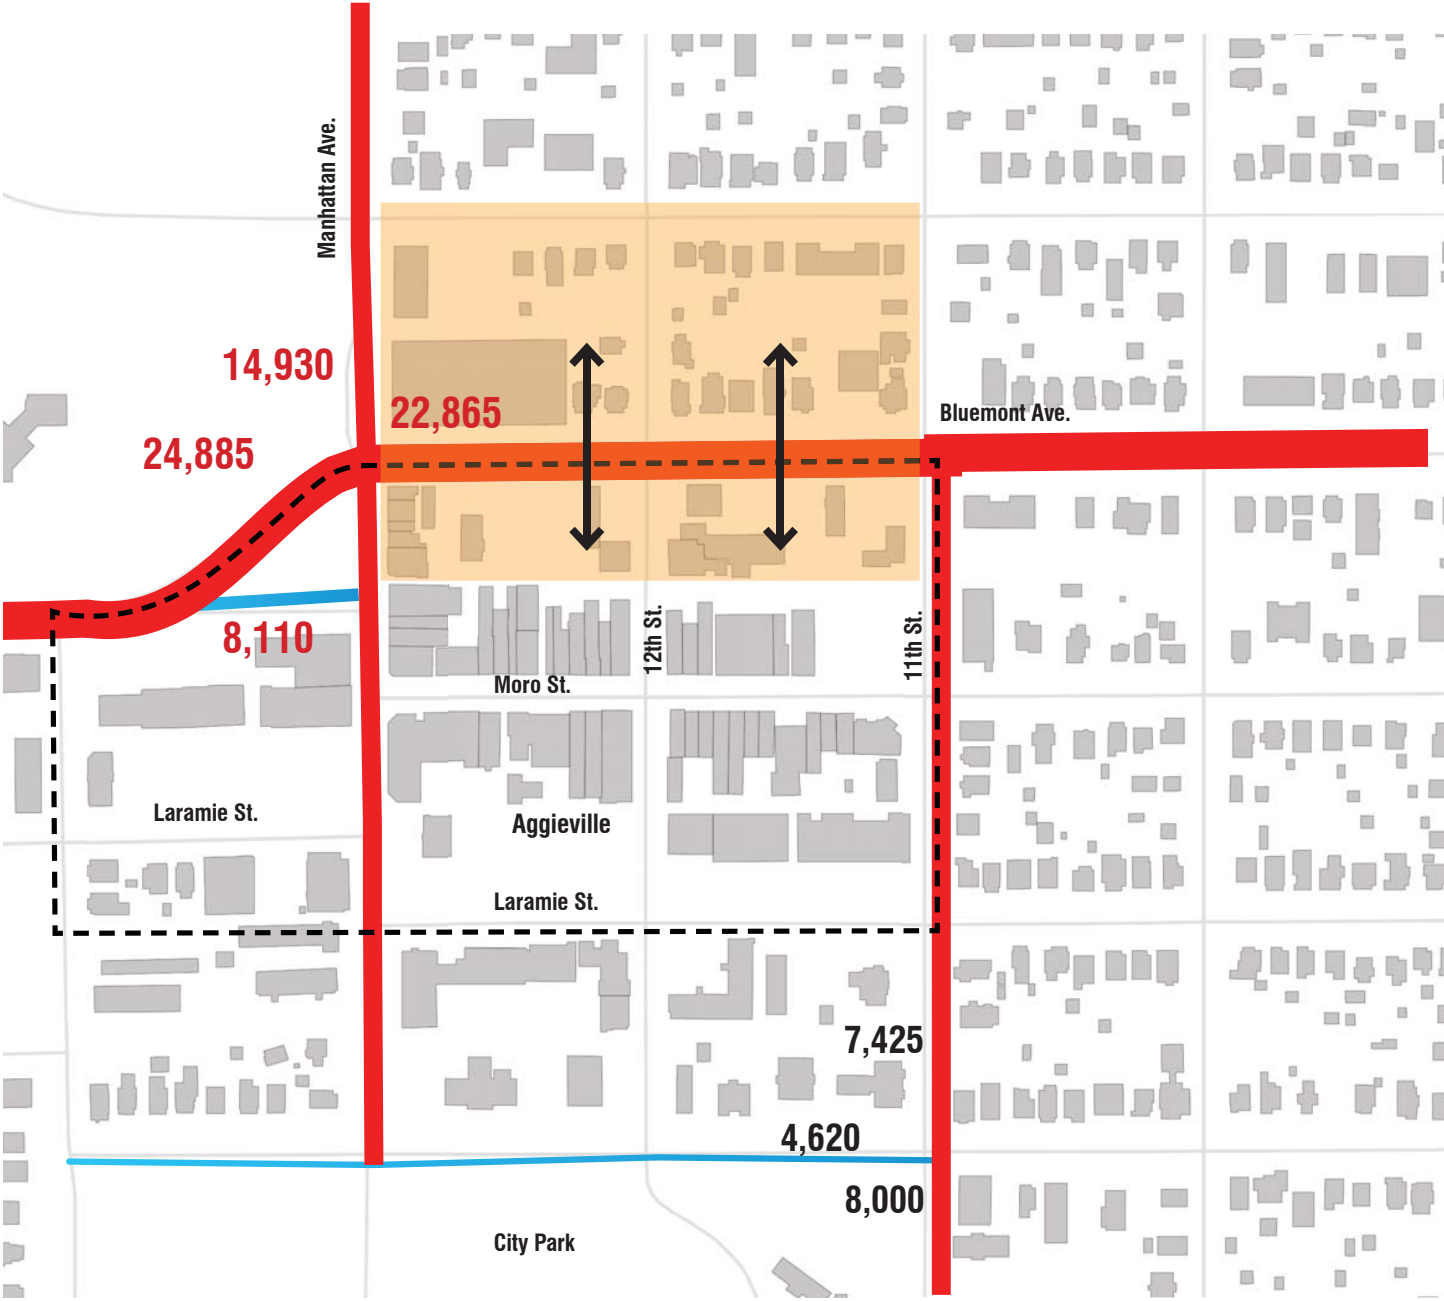 Manhattan Ave.
14,930
22,865
Bluemont Ave.
24,885
8,110
12th St.
11th St.
Moro St.
Laramie St.
Aggieville
Laramie St.
7,425
4,620
8,000
City Park